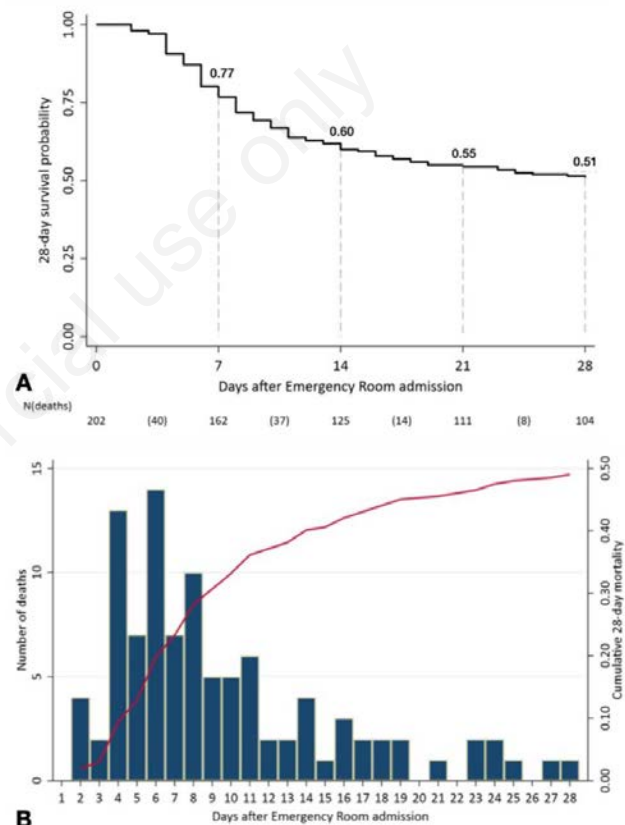 1.00
0.75
0.50
0.25
0.00
28-day survival probability
0.77
0.60
0.55
0.51
0 7 14 21 28
Days after Emergency Room admission
A
N(deaths)
202 (40) 162 (37) 125 (14) 111 (8) 104
15
10
5
0
Number of deaths
0.50
0.40
0.30
0.20
0.10
0.00
Cumulative 28-day mortality
1 2 3 4 5 6 7 8 9 10 11 12 13 14 15 16 17 18 19 20 21 22 23 24 25 26 27 28
Days after Emergency Room admission
B
cial use only